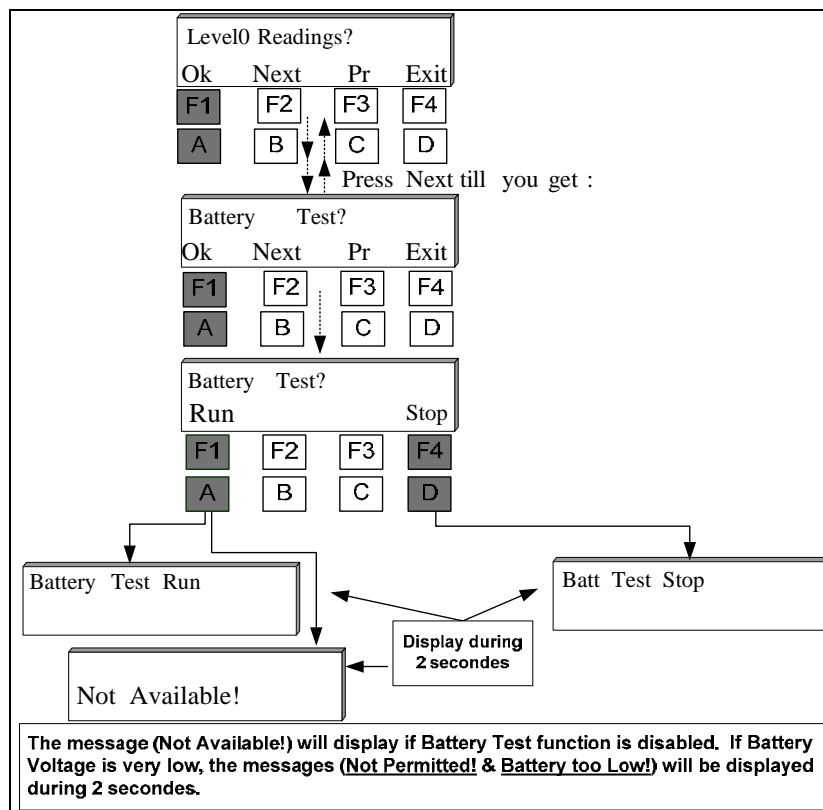 Level0 Readings?
Ok Next Pr Exit
F1 F2 F3 F4
A B C D
Press Next till you get :
Battery Test?
Ok Next Pr Exit
F1 F2 F3 F4
A B C D
Battery Test?
Run Stop
F1 F2 F3 F4
A B C D
Battery Test Run
Batt Test Stop
Display during
2 secondes
Not Available!
The message (Not Available!) will display if Battery Test function is disabled. If Battery
Voltage is very low, the messages (Not Permitted! & Battery too Low!) will be displayed
during 2 secondes.